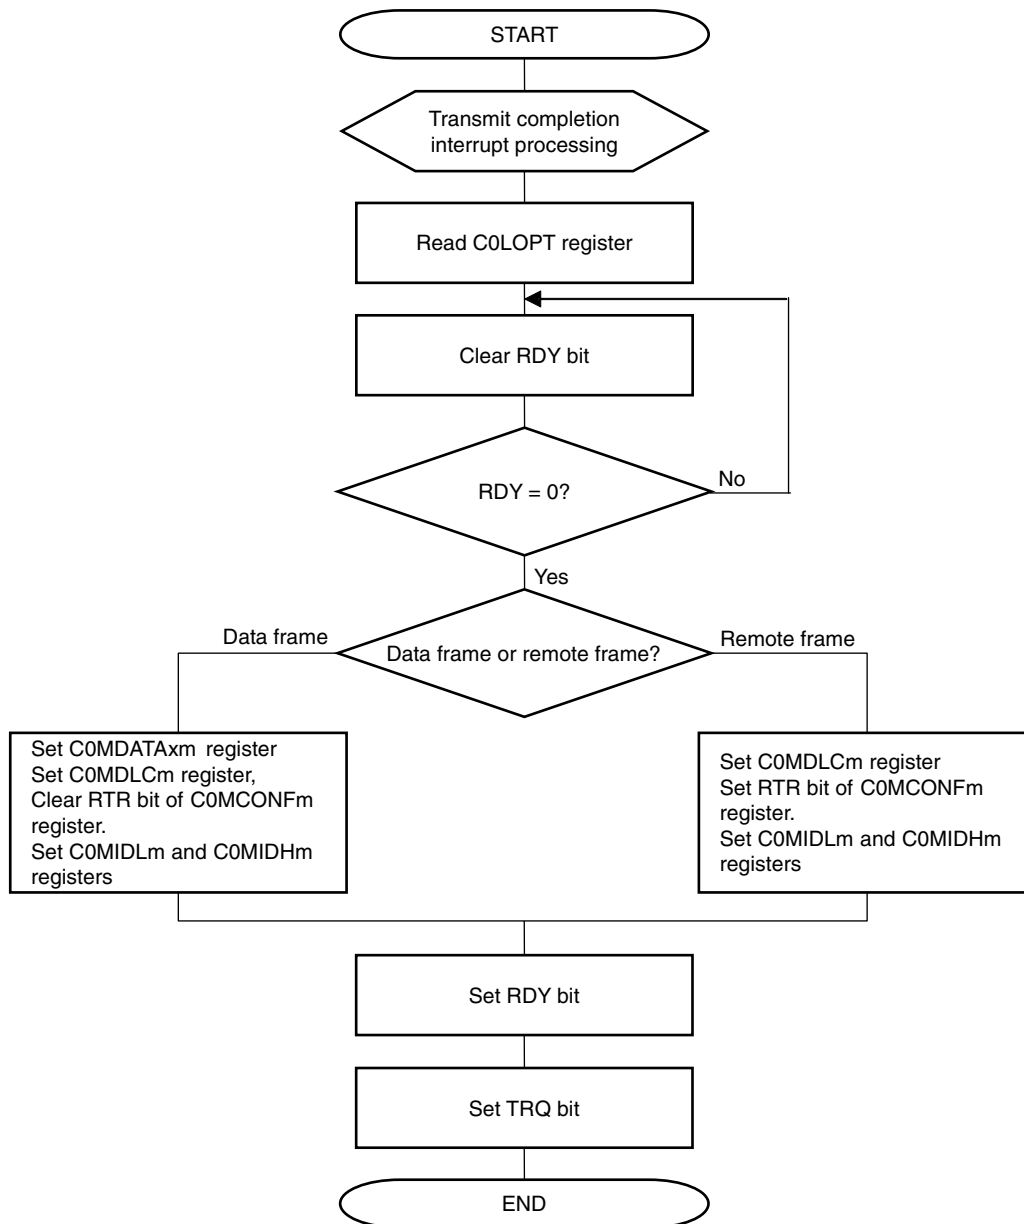 START
Transmit completion
interrupt processing
Read C0LOPT register
Clear RDY bit
RDY = 0?
No
Yes
Data frame or remote frame?
Data frame
Remote frame
Set C0MDATAxm register
Set C0MDLCm register,
Clear RTR bit of C0MCONFm
register.
Set C0MIDLm and C0MIDHm
registers
Set C0MDLCm register
Set RTR bit of C0MCONFm
register.
Set C0MIDLm and C0MIDHm
registers
Set RDY bit
Set TRQ bit
END